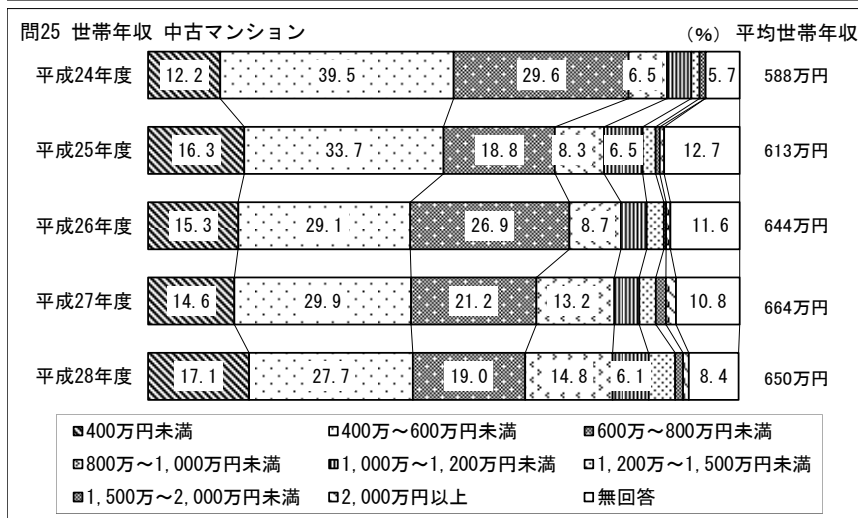 問25 世帯年収 中古マンション (%) 平均世帯年収
平成24年度 12.2 39.5 29.6 6.5 5.7 588万円
平成25年度 16.3 33.7 18.8 8.3 6.5 12.7 613万円
平成26年度 15.3 29.1 26.9 8.7 11.6 644万円
平成27年度 14.6 29.9 21.2 13.2 10.8 664万円
平成28年度 17.1 27.7 19.0 14.8 6.1 8.4 650万円
400万円未満 400万～600万円未満 600万～800万円未満
800万～1,000万円未満 1,000万～1,200万円未満 1,200万～1,500万円未満
1,500万～2,000万円未満 2,000万円以上 無回答